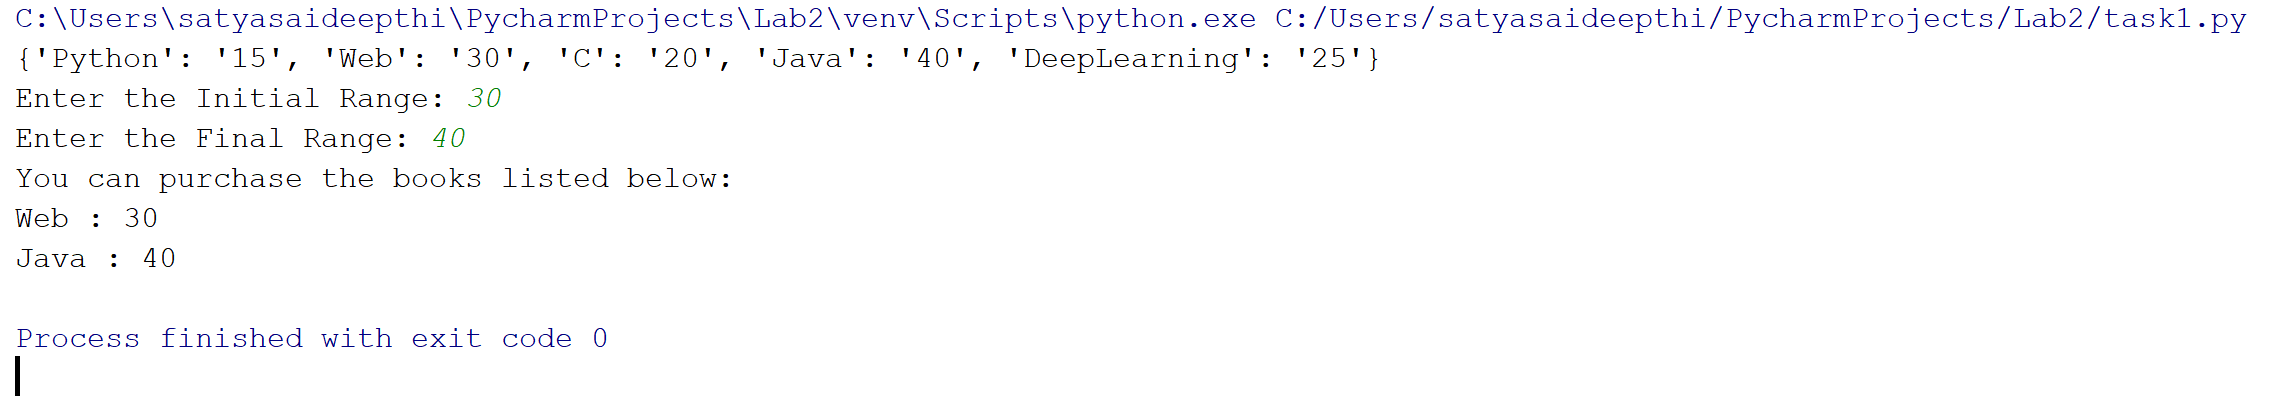 C:\Users\satyasaideepthi\PycharmProjects\Lab2\venv\Scripts\python.exe C:/Users/satyasaideepthi/PycharmProjects/Lab2/task1.py
{'Python': '15', 'Web': '30', 'C': '20', 'Java': '40', 'DeepLearning': '25'}
Enter the Initial Range: 30
Enter the Final Range: 40
You can purchase the books listed below:
Web : 30
Java : 40
Process finished with exit code 0